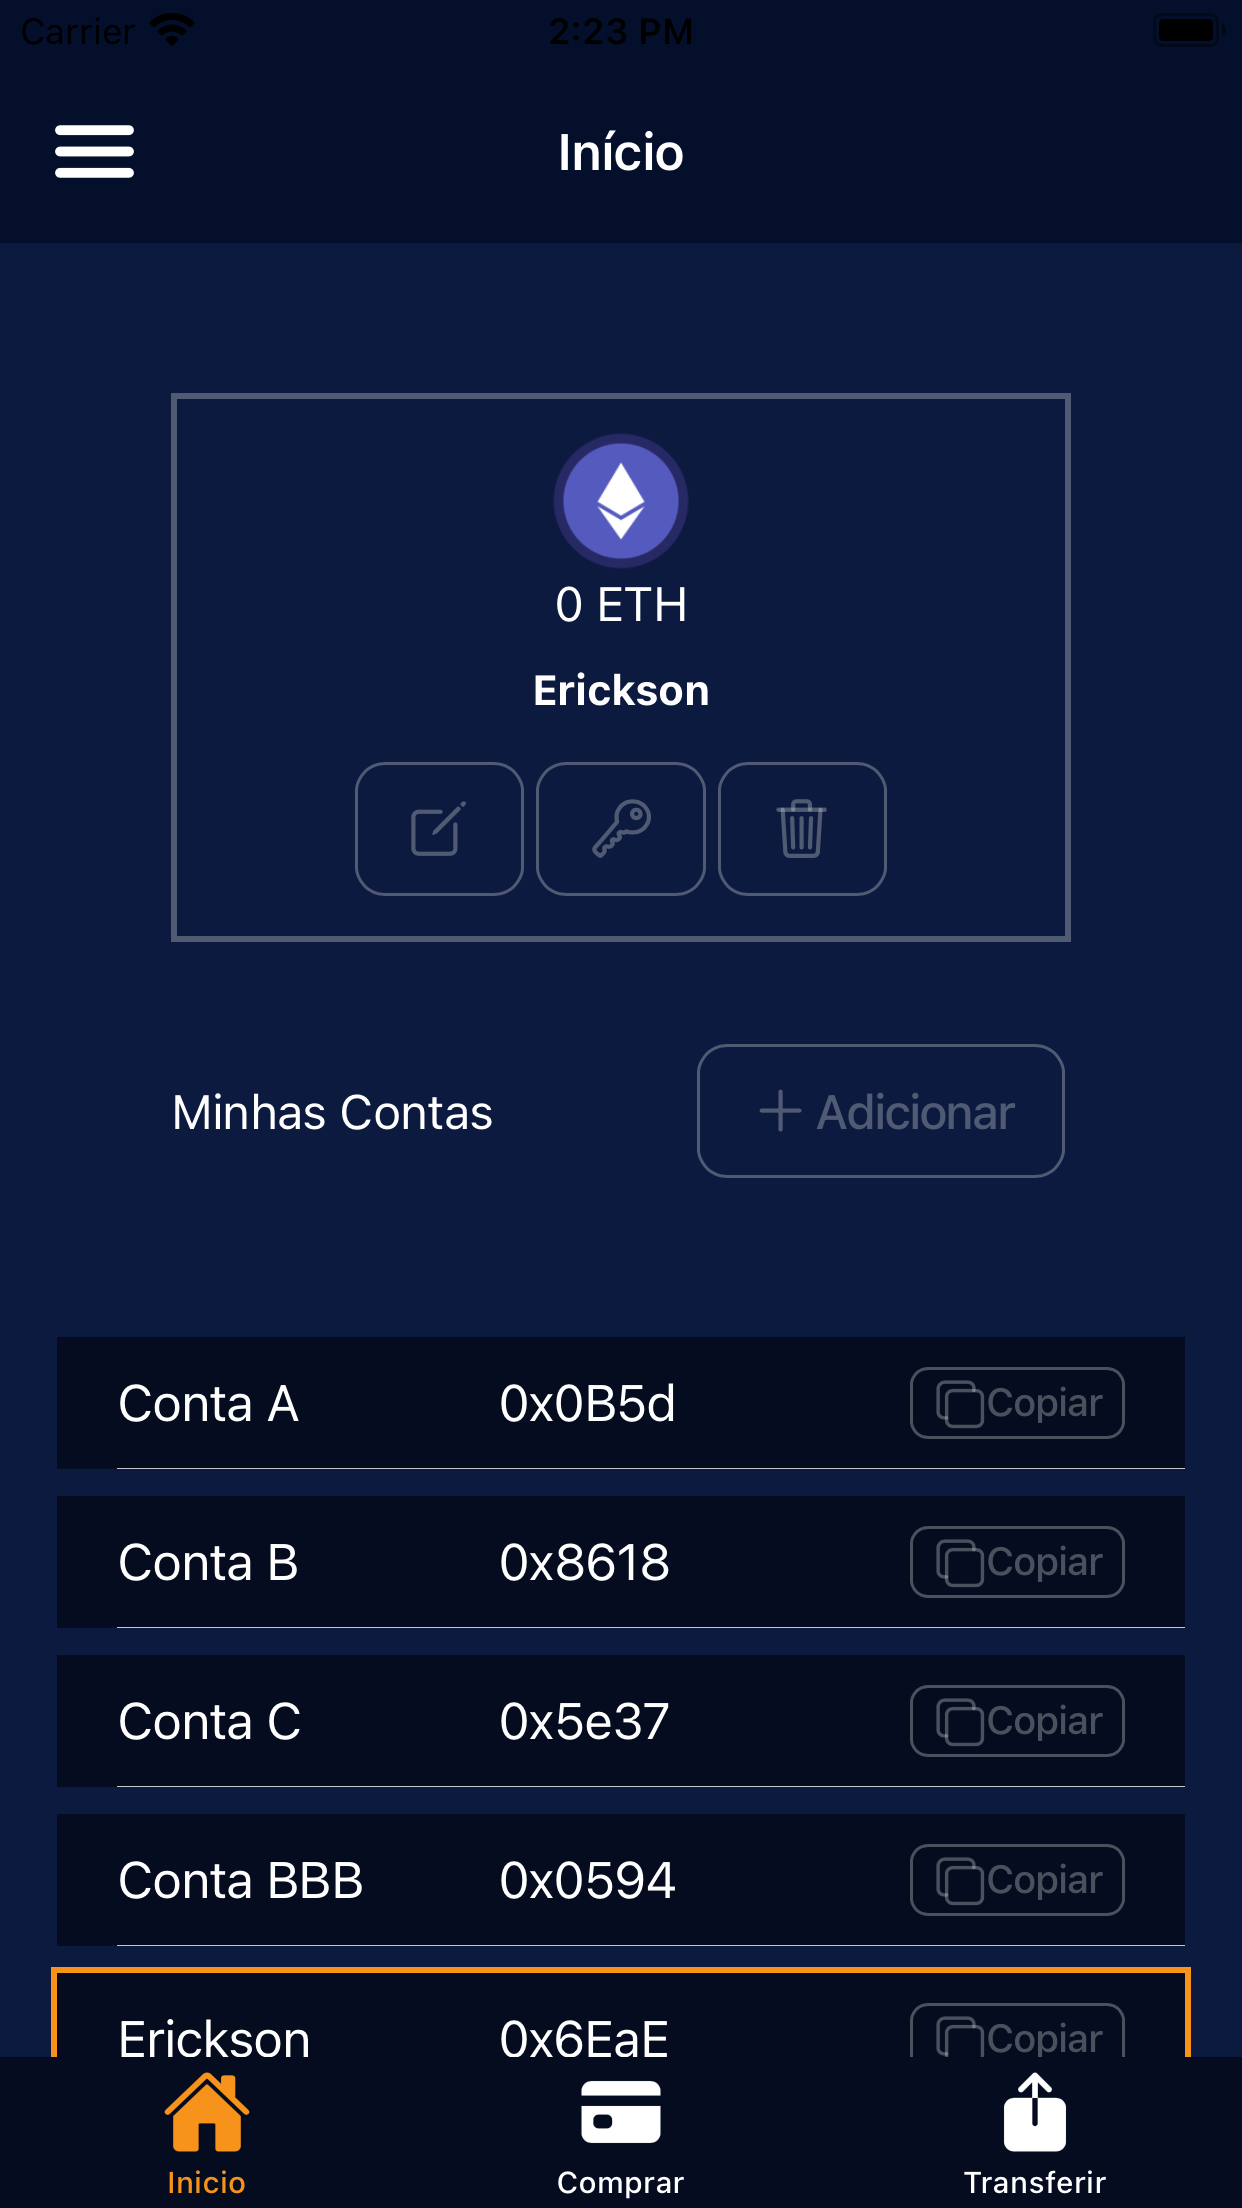 Carrier 2:23 PM
Início
0 ETH
Erickson
Minhas Contas
Adicionar
Conta A 0x0B5d Copiar
Conta B 0x8618 Copiar
Conta C 0x5e37 Copiar
Conta BBB 0x0594 Copiar
Erickson 0x6EaE Copiar
Inicio Comprar Transferir